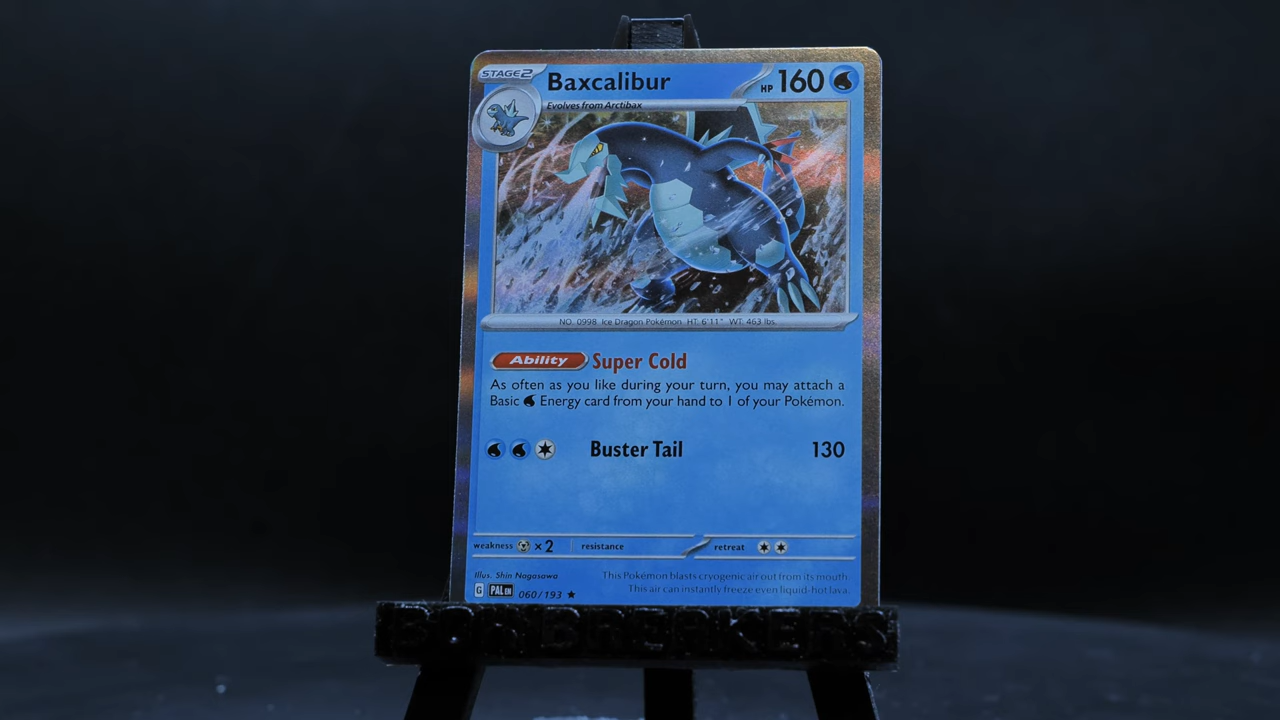 STAGE2
Baxcalibur
HP 160
Evolves from Arctibax
NO. 0998 Ice Dragon Pokémon HT: 6'11" WT: 463 lbs.
Ability Super Cold
As often as you like during your turn, you may attach a
Basic Energy card from your hand to 1 of your Pokémon.
Buster Tail 130
weakness ×2 resistance retreat
Illus. Shin Nagasawa
This Pokémon blasts cryogenic air out from its mouth.
This air can instantly freeze even liquid-hot lava.
G PAL EN 060/193
BOX BREAKERS